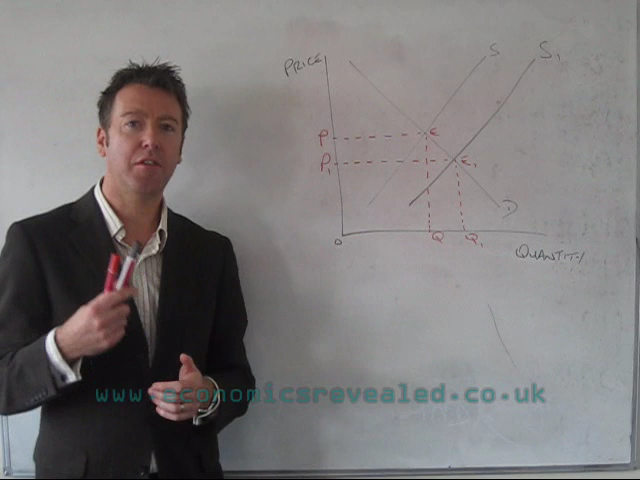 PRICE
S
S1
P
E
P1
E1
D
0
Q
Q1
QUANTITY
www.economicsrevealed.co.uk